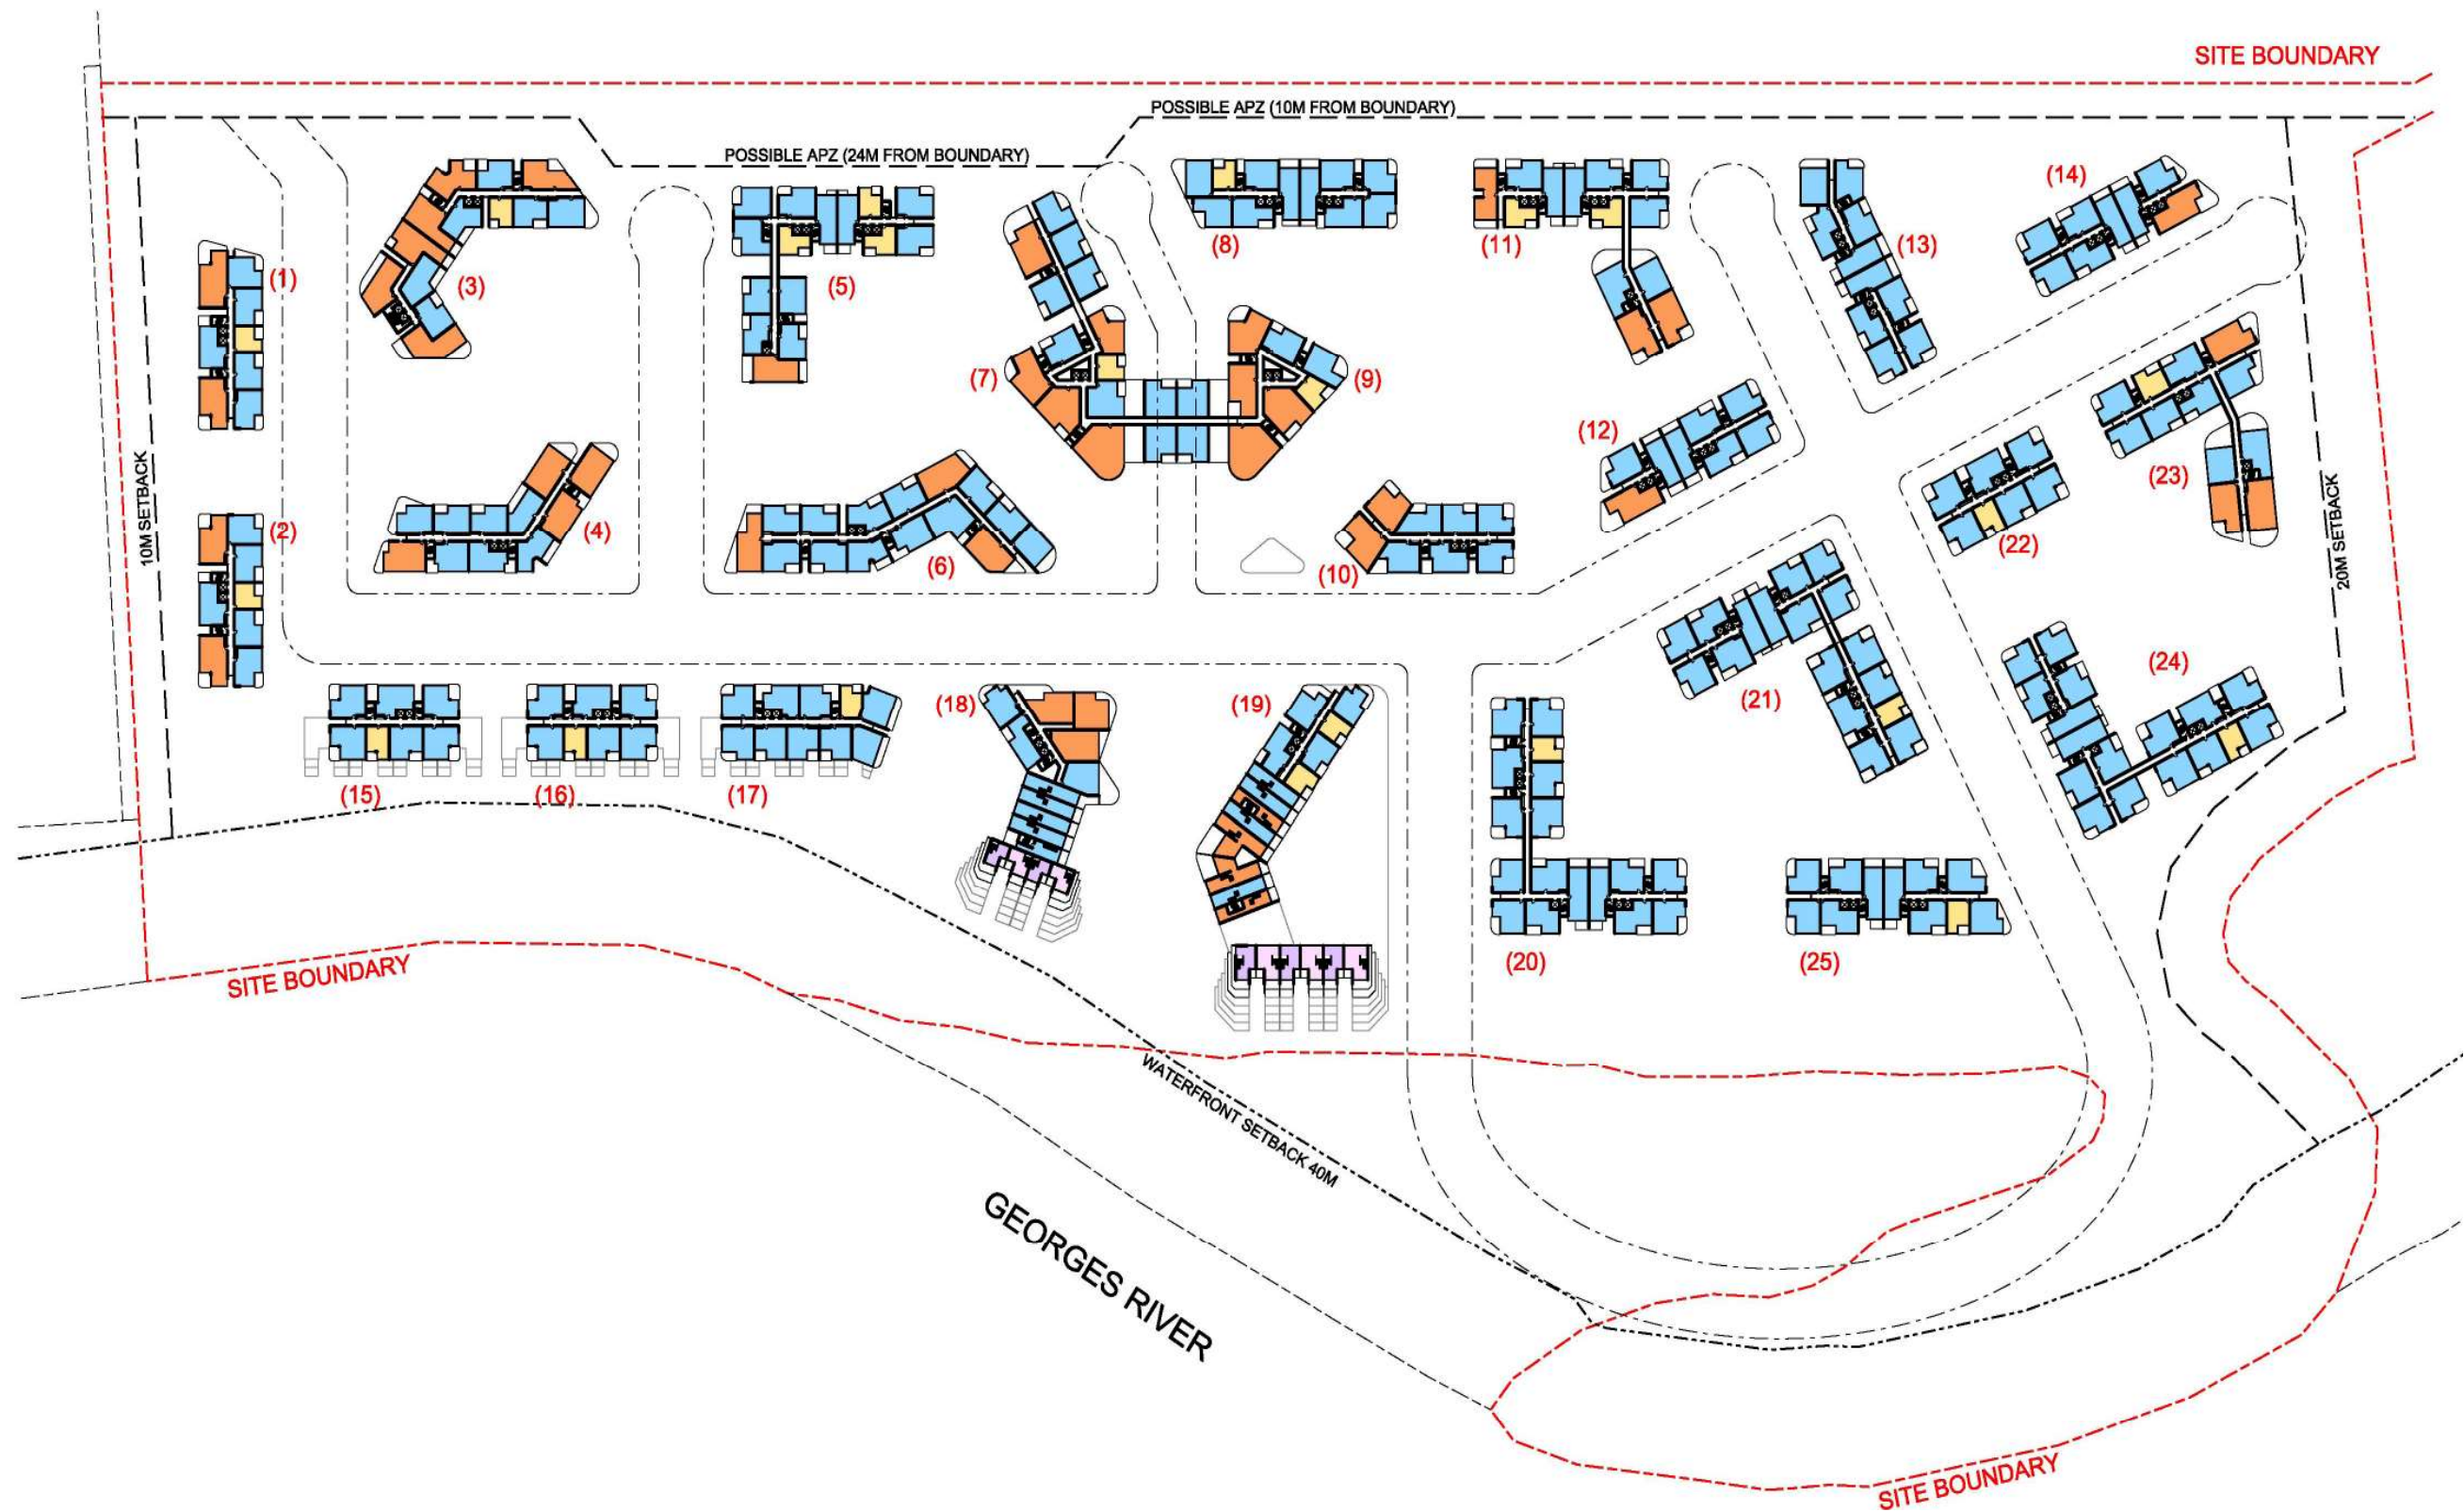 SITE BOUNDARY
POSSIBLE APZ (10M FROM BOUNDARY)
POSSIBLE APZ (24M FROM BOUNDARY)
(14)
(8)
(11)
(13)
(1)
(3)
(5)
(7)
(9)
(12)
10M SETBACK
(23)
20M SETBACK
(2)
(4)
(6)
(10)
(22)
(24)
(21)
(18)
(19)
(15)
(16)
(17)
(20)
(25)
SITE BOUNDARY
WATERFRONT SETBACK 40M
GEORGES RIVER
SITE BOUNDARY